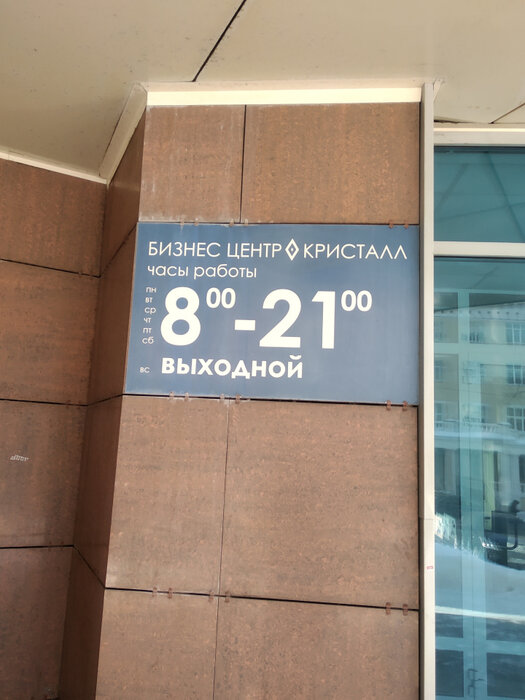 БИЗНЕС ЦЕНТР КРИСТАЛЛ
часы работы
пн
вт
ср
чт
пт
сб
8⁰⁰-21⁰⁰
вс ВЫХОДНОЙ